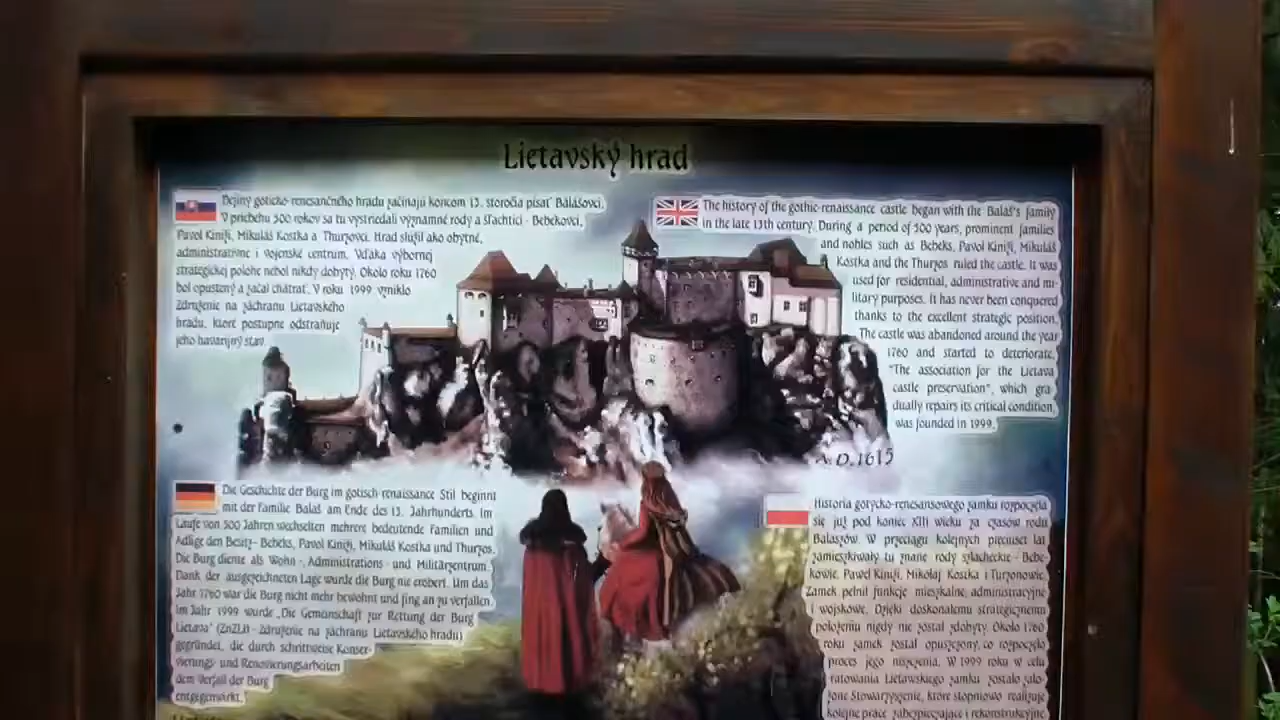 Lietavský hrad
Dejiny goticko-renesančného hradu začínajú koncom 13. storočia písať Balášovci.
V priebehu 500 rokov sa tu vystriedali významné rody a šľachtici - Bebekovci,
Pavol Kiniži, Mikuláš Kostka a Thurzovci. Hrad slúžil ako obytné,
administratívne i vojenské centrum. Vďaka výbornej
strategickej polohe nebol nikdy dobytý. Okolo roku 1760
bol opustený a začal chátrať. V roku 1999 vzniklo
Združenie na záchranu Lietavského
hradu, ktoré postupne odstraňuje
jeho havarijný stav.
The history of the gothic-renaissance castle began with the Balaš's family
in the late 13th century. During a period of 500 years, prominent families
and nobles such as Bebeks, Pavol Kiniži, Mikuláš
Kostka and the Thurzos ruled the castle. It was
used for residential, administrative and mi-
litary purposes. It has never been conquered
thanks to the excellent strategic position.
The castle was abandoned around the year
1760 and started to deteriorate.
"The association for the Lietava
castle preservation", which gra
dually repairs its critical condition,
was founded in 1999.
A.D.1615
Die Geschichte der Burg im gotisch-renaissance Stil beginnt
mit der Familie Balaš am Ende des 13. Jahrhunderts. Im
Laufe von 500 Jahren wechselten mehrere bedeutende Familien und
Adlige den Besitz- Bebeks, Pavol Kiniži, Mikuláš Kostka und Thurzos.
Die Burg diente als Wohn -, Administrations - und Militärzentrum.
Dank der ausgezeichneten Lage wurde die Burg nie erobert. Um das
Jahr 1760 war die Burg nicht mehr bewohnt und fing an zu verfallen.
Im Jahr 1999 wurde „Die Gemeinschaft zur Rettung der Burg
Lietava" (ZnZLH - Združenie na záchranu Lietavského hradu)
gegründet, die durch schrittweise Konser-
vierungs- und Renovierungsarbeiten
dem Verfall der Burg
entgegenwirkt.
Historia gotycko-renesansowego zamku rozpoczęła
się już pod koniec XIII wieku za czasów rodu
Balaszów. W przeciągu kolejnych pięciuset lat
zamieszkiwały tu znane rody szlacheckie - Bebe-
kowie, Paweł Kiniži, Mikołaj Kostka i Turzonowie.
Zamek pełnił funkcje mieszkalne, administracyjne
i wojskowe. Dzięki doskonałemu strategicznemu
położeniu nigdy nie został zdobyty. Około 1760
roku zamek został opuszczony, co rozpoczęło
proces jego niszczenia. W 1999 roku w celu
ratowania Lietawskiego zamku zostało zało-
żone Stowarzyszenie, które stopniowo realizuje
kolejne prace zabezpieczające i rekonstrukcyjne